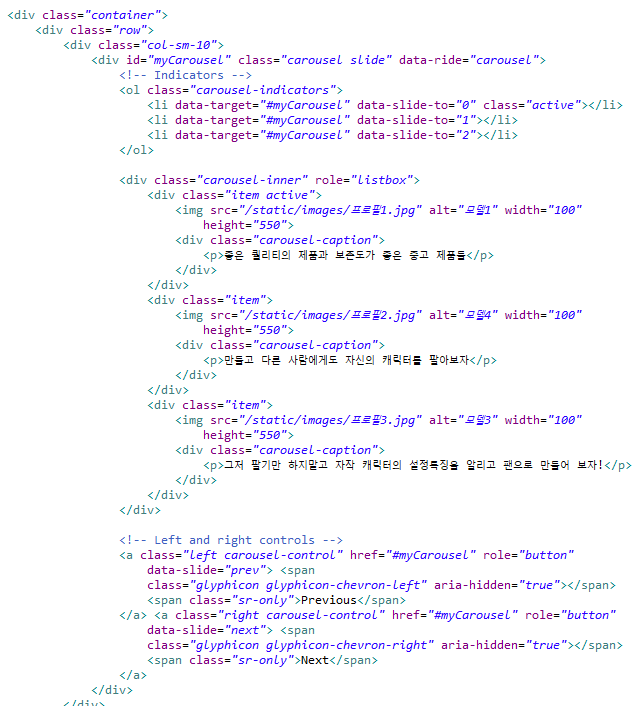 <div class="container">
<div class="row">
<div class="col-sm-10">
<div id="myCarousel" class="carousel slide" data-ride="carousel">
<!-- Indicators -->
<ol class="carousel-indicators">
<li data-target="#myCarousel" data-slide-to="0" class="active"></li>
<li data-target="#myCarousel" data-slide-to="1"></li>
<li data-target="#myCarousel" data-slide-to="2"></li>
</ol>
<div class="carousel-inner" role="listbox">
<div class="item active">
<img src="/static/images/프로필1.jpg" alt="모델1" width="100"
height="550">
<div class="carousel-caption">
<p>좋은 퀄리티의 제품과 보존도가 좋은 중고 제품들</p>
</div>
</div>
<div class="item">
<img src="/static/images/프로필2.jpg" alt="모델4" width="100"
height="550">
<div class="carousel-caption">
<p>만들고 다른 사람에게도 자신의 캐릭터를 팔아보자</p>
</div>
</div>
<div class="item">
<img src="/static/images/프로필3.jpg" alt="모델3" width="100"
height="550">
<div class="carousel-caption">
<p>그저 팔기만 하지말고 자작 캐릭터의 설정특징을 알리고 팬으로 만들어 보자!</p>
</div>
</div>
</div>
<!-- Left and right controls -->
<a class="left carousel-control" href="#myCarousel" role="button"
data-slide="prev"> <span
class="glyphicon glyphicon-chevron-left" aria-hidden="true"></span>
<span class="sr-only">Previous</span>
</a> <a class="right carousel-control" href="#myCarousel" role="button"
data-slide="next"> <span
class="glyphicon glyphicon-chevron-right" aria-hidden="true"></span>
<span class="sr-only">Next</span>
</a>
</div>
</div>